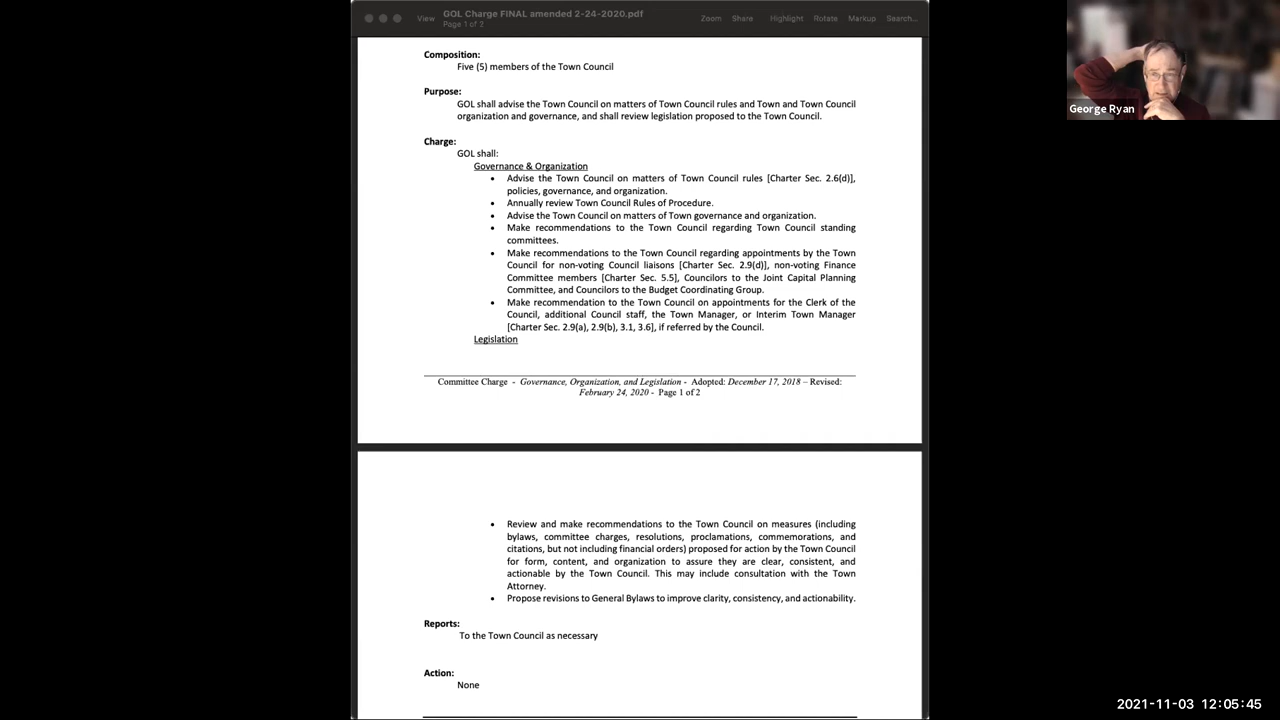 View
GOL Charge FINAL amended 2-24-2020.pdf
Page 1 of 2
Zoom
Share
Highlight
Rotate
Markup
Search...
Composition:
Five (5) members of the Town Council
Purpose:
GOL shall advise the Town Council on matters of Town Council rules and Town and Town Council
organization and governance, and shall review legislation proposed to the Town Council.
Charge:
GOL shall:
Governance & Organization
• Advise the Town Council on matters of Town Council rules [Charter Sec. 2.6(d)],
policies, governance, and organization.
• Annually review Town Council Rules of Procedure.
• Advise the Town Council on matters of Town governance and organization.
• Make recommendations to the Town Council regarding Town Council standing
committees.
• Make recommendations to the Town Council regarding appointments by the Town
Council for non-voting Council liaisons [Charter Sec. 2.9(d)], non-voting Finance
Committee members [Charter Sec. 5.5], Councilors to the Joint Capital Planning
Committee, and Councilors to the Budget Coordinating Group.
• Make recommendation to the Town Council on appointments for the Clerk of the
Council, additional Council staff, the Town Manager, or Interim Town Manager
[Charter Sec. 2.9(a), 2.9(b), 3.1, 3.6], if referred by the Council.
Legislation
Committee Charge - Governance, Organization, and Legislation - Adopted: December 17, 2018 – Revised:
February 24, 2020 - Page 1 of 2
• Review and make recommendations to the Town Council on measures (including
bylaws, committee charges, resolutions, proclamations, commemorations, and
citations, but not including financial orders) proposed for action by the Town Council
for form, content, and organization to assure they are clear, consistent, and
actionable by the Town Council. This may include consultation with the Town
Attorney.
• Propose revisions to General Bylaws to improve clarity, consistency, and actionability.
Reports:
To the Town Council as necessary
Action:
None
George Ryan
2021-11-03 12:05:45